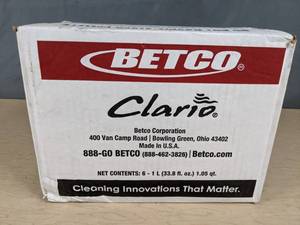 BETCO®
Clario®
Betco Corporation
400 Van Camp Road | Bowling Green, Ohio 43402
Made in U.S.A.
888-GO BETCO (888-462-3826) | Betco.com
NET CONTENTS: 6 - 1 L (33.8 fl. oz.) 1.05 qt.
Cleaning Innovations That Matter.